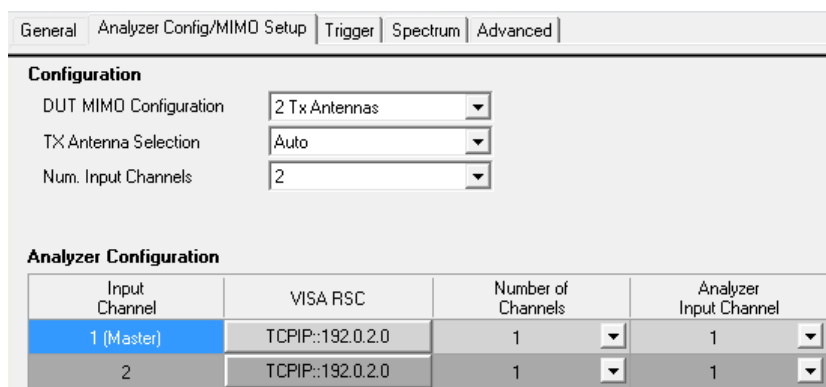 General Analyzer Config/MIMO Setup Trigger Spectrum Advanced
Configuration
DUT MIMO Configuration 2 Tx Antennas
TX Antenna Selection Auto
Num. Input Channels 2
Analyzer Configuration
Input Channel VISA RSC Number of Channels Analyzer Input Channel
1 (Master) TCPIP::192.0.2.0 1 1
2 TCPIP::192.0.2.0 1 1